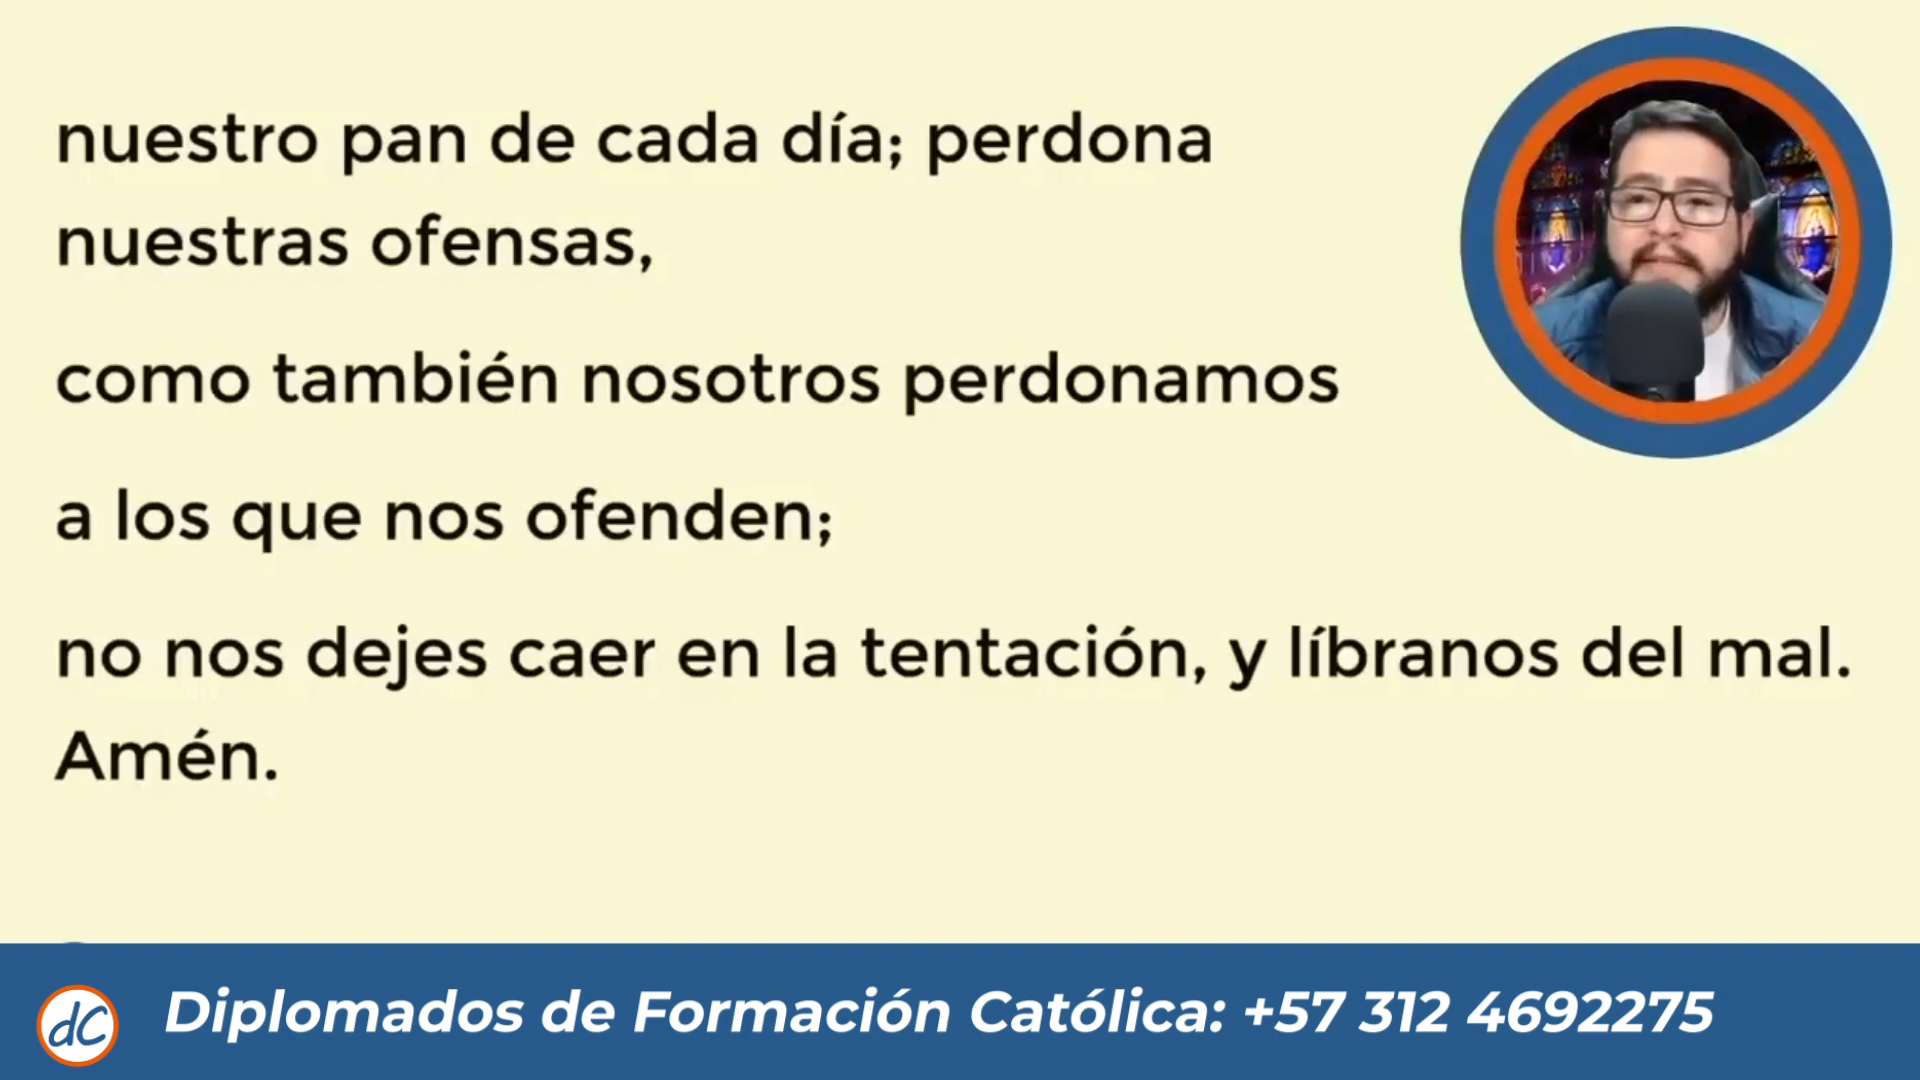 nuestro pan de cada día; perdona
nuestras ofensas,
como también nosotros perdonamos
a los que nos ofenden;
no nos dejes caer en la tentación, y líbranos del mal.
Amén.
dC
Diplomados de Formación Católica: +57 312 4692275